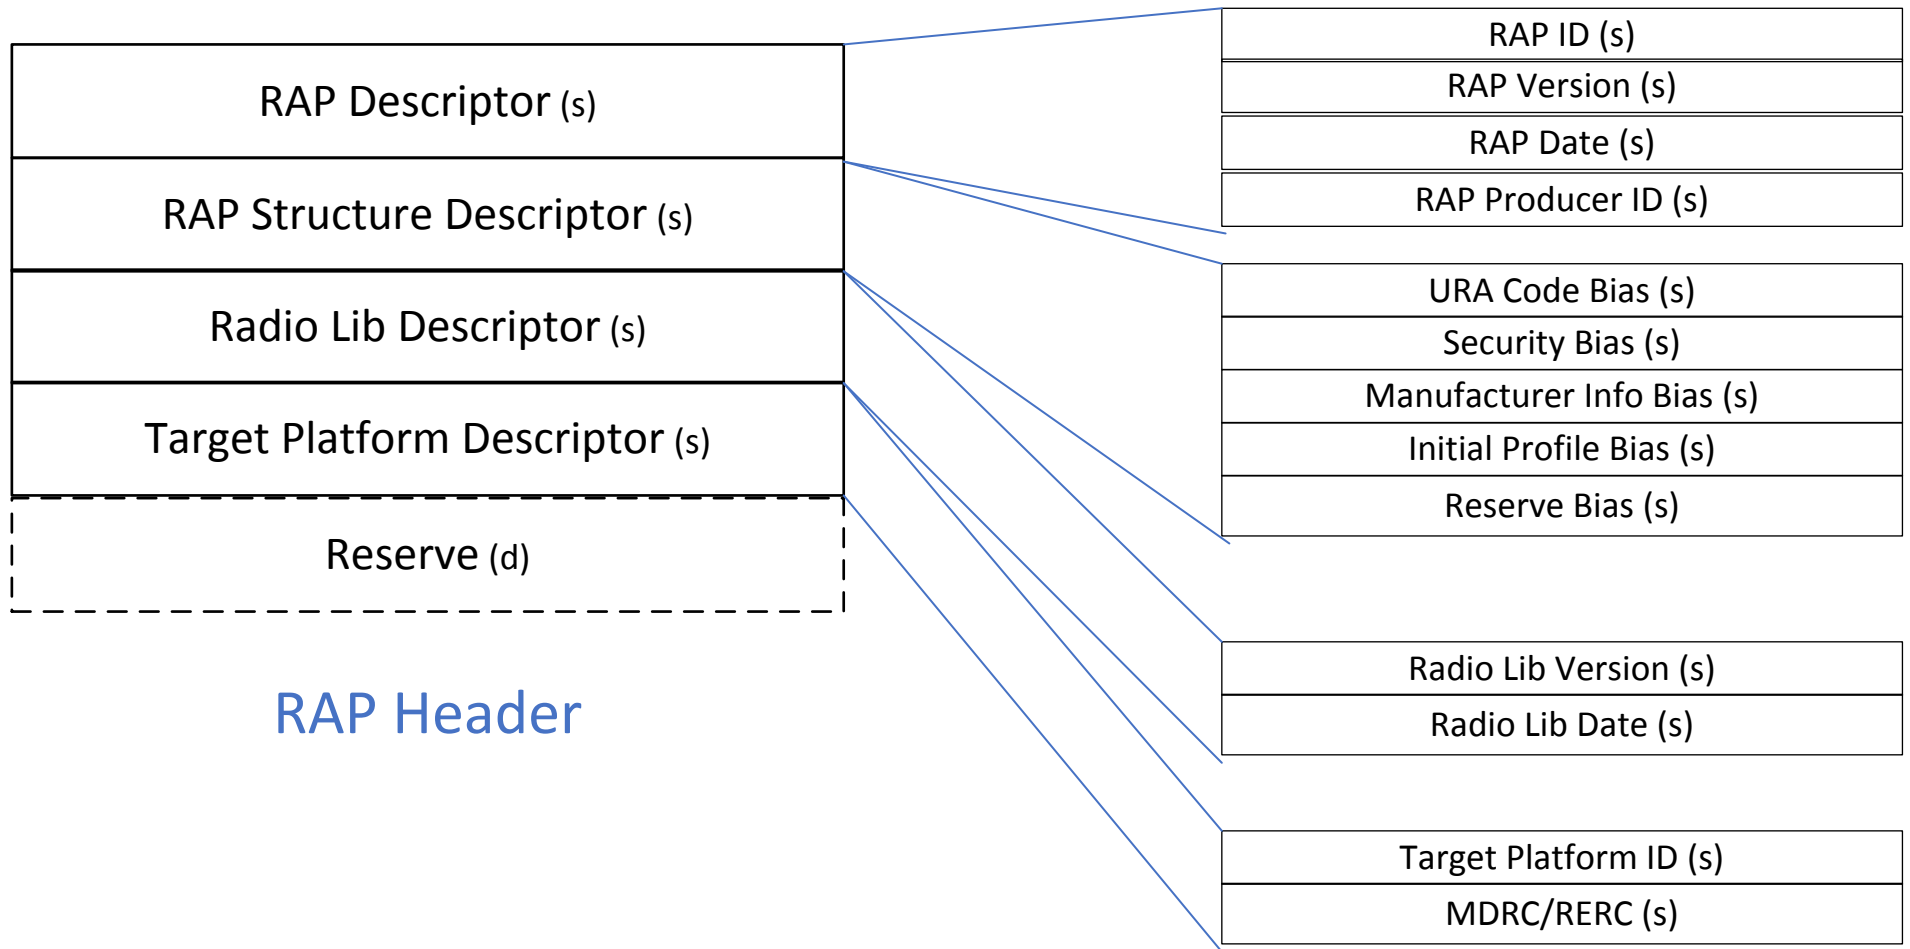 RAP Descriptor (s)
RAP Structure Descriptor (s)
Radio Lib Descriptor (s)
Target Platform Descriptor (s)
Reserve (d)
RAP Header
RAP ID (s)
RAP Version (s)
RAP Date (s)
RAP Producer ID (s)
URA Code Bias (s)
Security Bias (s)
Manufacturer Info Bias (s)
Initial Profile Bias (s)
Reserve Bias (s)
Radio Lib Version (s)
Radio Lib Date (s)
Target Platform ID (s)
MDRC/RERC (s)